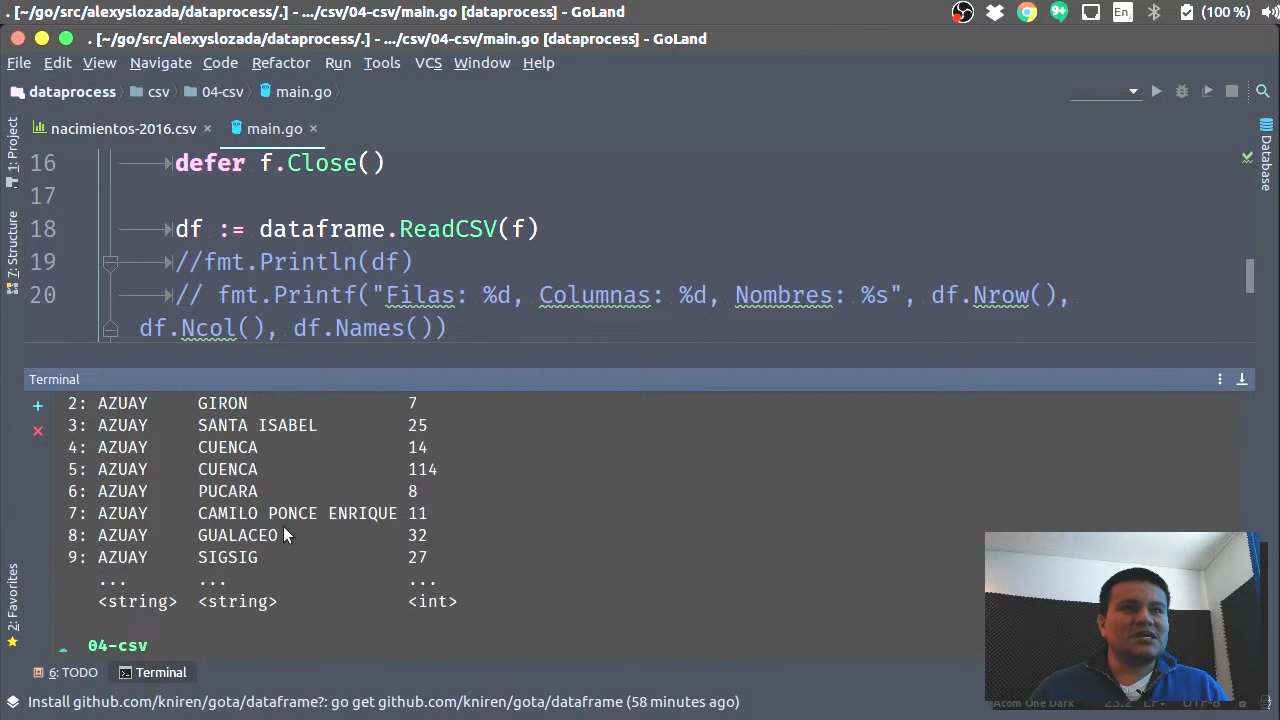 . [~/go/src/alexyslozada/dataprocess/.] - .../csv/04-csv/main.go [dataprocess] - GoLand
En
(100 %)
. [~/go/src/alexyslozada/dataprocess/.] - .../csv/04-csv/main.go [dataprocess] - GoLand
File Edit View Navigate Code Refactor Run Tools VCS Window Help
dataprocess csv 04-csv main.go
nacimientos-2016.csv × main.go ×
1: Project
7: Structure
2: Favorites
Database
16 defer f.Close()
17
18 df := dataframe.ReadCSV(f)
19 //fmt.Println(df)
20 // fmt.Printf("Filas: %d, Columnas: %d, Nombres: %s", df.Nrow(),
df.Ncol(), df.Names())
Terminal
2: AZUAY GIRON 7
3: AZUAY SANTA ISABEL 25
4: AZUAY CUENCA 14
5: AZUAY CUENCA 114
6: AZUAY PUCARA 8
7: AZUAY CAMILO PONCE ENRIQUE 11
8: AZUAY GUALACEO 32
9: AZUAY SIGSIG 27
... ... ...
<string> <string> <int>
04-csv
6: TODO Terminal
Install github.com/kniren/gota/dataframe?: go get github.com/kniren/gota/dataframe (58 minutes ago)
Atom One Dark